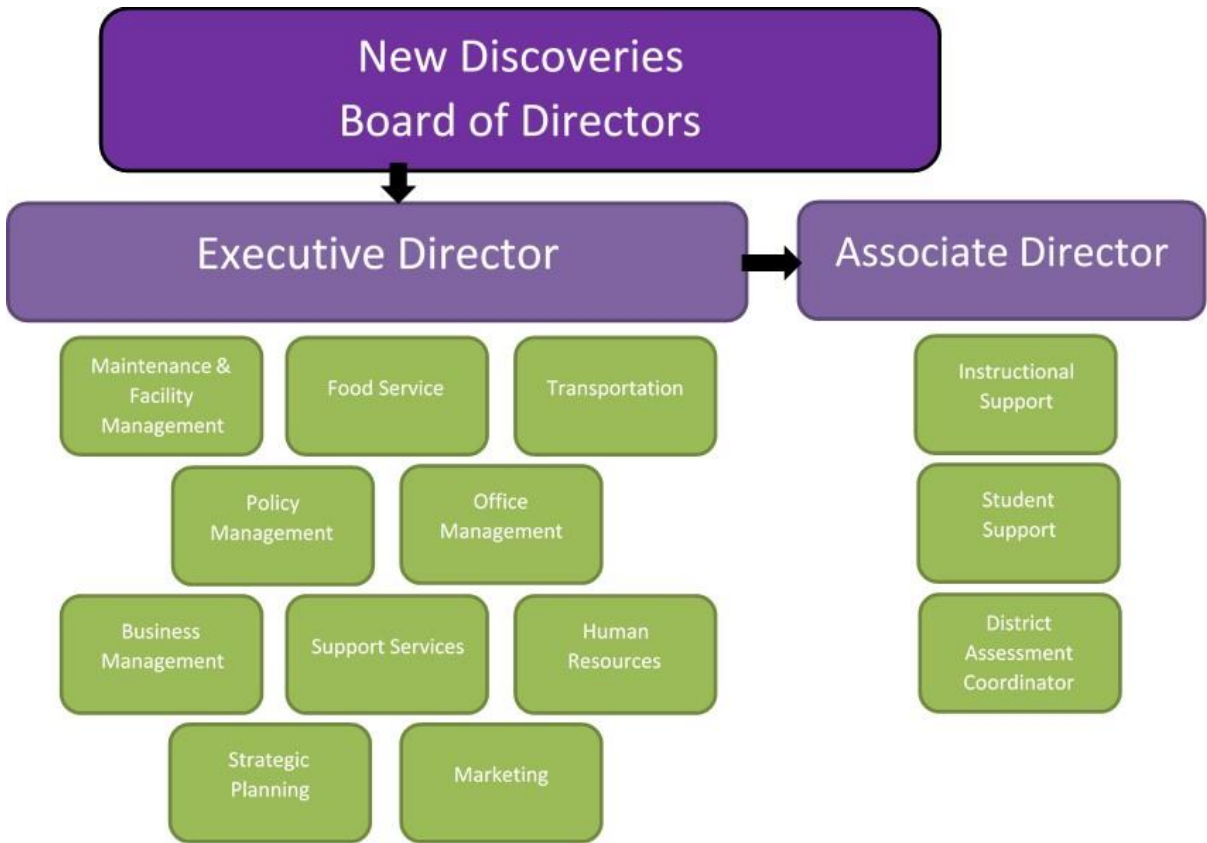 New Discoveries
Board of Directors
Executive Director
Associate Director
Maintenance &
Facility
Management
Food Service
Transportation
Policy
Management
Office
Management
Business
Management
Support Services
Human
Resources
Strategic
Planning
Marketing
Instructional
Support
Student
Support
District
Assessment
Coordinator